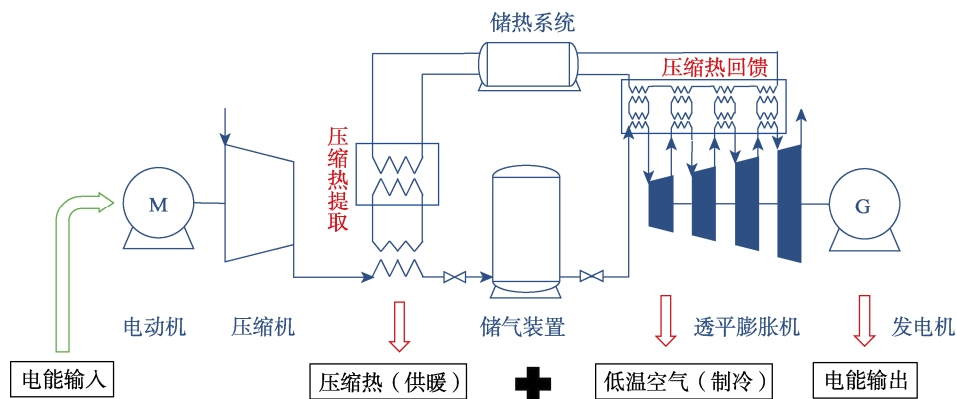 储热系统
压缩热回馈
压缩热提取
M
G
电动机
压缩机
储气装置
透平膨胀机
发电机
电能输入
压缩热（供暖）
低温空气（制冷）
电能输出